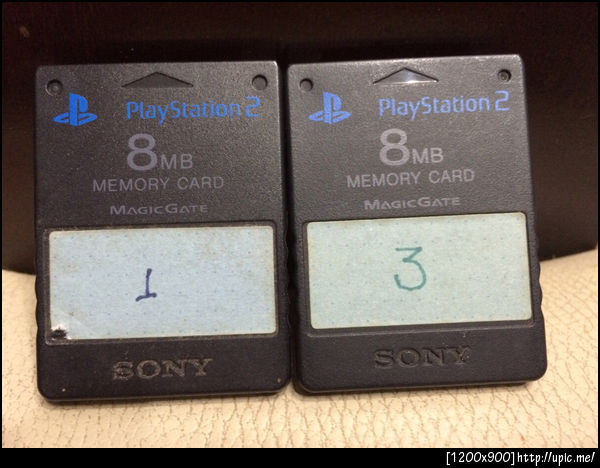 PlayStation 2
8MB
MEMORY CARD
MAGICGATE
1
SONY
PlayStation 2
8MB
MEMORY CARD
MAGICGATE
3
SONY
[1200x900]http://upic.me/